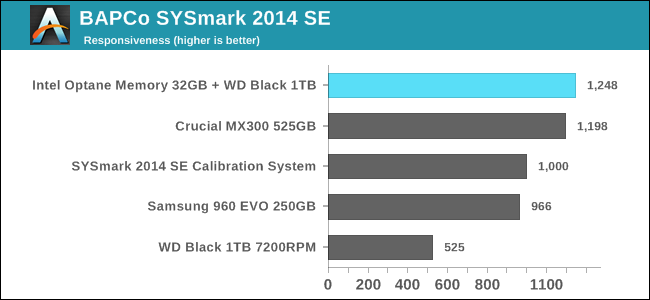 BAPCo SYSmark 2014 SE
Responsiveness (higher is better)
Intel Optane Memory 32GB + WD Black 1TB 1,248
Crucial MX300 525GB 1,198
SYSmark 2014 SE Calibration System 1,000
Samsung 960 EVO 250GB 966
WD Black 1TB 7200RPM 525
0 200 400 600 800 1100